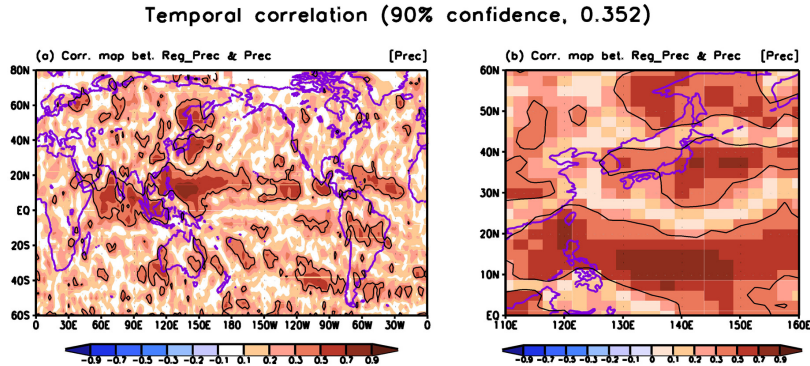 Temporal correlation (90% confidence, 0.352)
(a) Corr. map bet. Reg_Prec & Prec [Prec]
80N
60N
40N
20N
EQ
20S
40S
60S
0 30E 60E 90E 120E 150E 180 150W 120W 90W 60W 30W 0
-0.9 -0.7 -0.5 -0.3 -0.2 -0.1 0.1 0.2 0.3 0.5 0.7 0.9
(b) Corr. map bet. Reg_Prec & Prec [Prec]
60N
50N
40N
30N
20N
10N
EQ
110E 120E 130E 140E 150E 160E
-0.9 -0.7 -0.5 -0.3 -0.2 -0.1 0 0.1 0.2 0.3 0.5 0.7 0.9